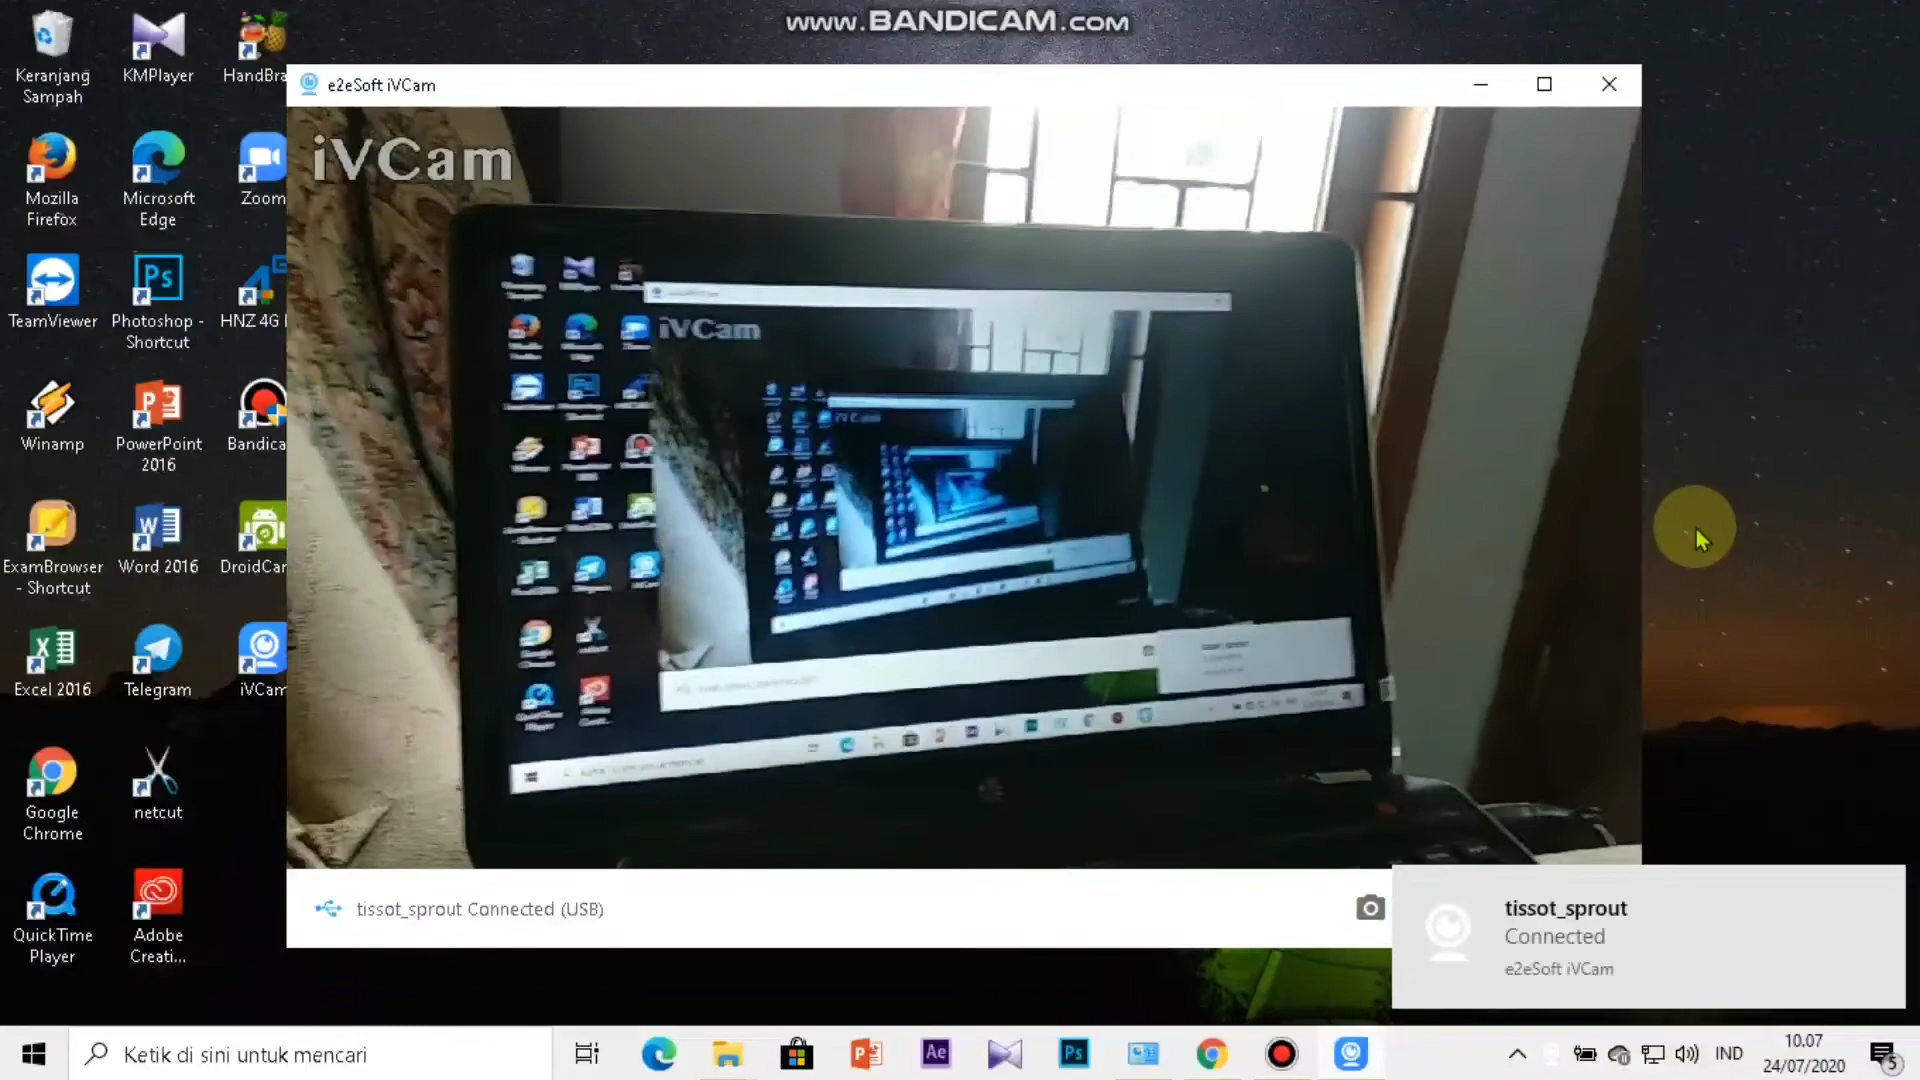 www.BANDICAM.com
Keranjang
Sampah
KMPlayer
HandBra
e2eSoft iVCam
iVCam
Mozilla
Firefox
Microsoft
Edge
Zoom
iVCam
TeamViewer
Photoshop -
Shortcut
HNZ 4G
Winamp
PowerPoint
2016
Bandica
ExamBrowser
- Shortcut
Word 2016
DroidCar
Excel 2016
Telegram
iVCam
Google
Chrome
netcut
QuickTime
Player
Adobe
Creati...
tissot_sprout Connected (USB)
tissot_sprout
Connected
e2eSoft iVCam
Ketik di sini untuk mencari
IND
10.07
24/07/2020
5